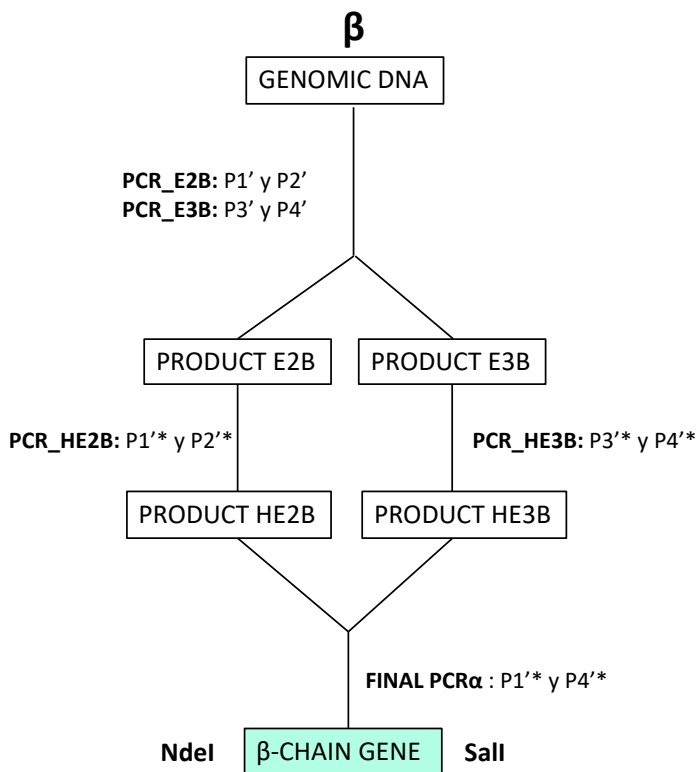 β
GENOMIC DNA
PCR_E2B: P1’ y P2’
PCR_E3B: P3’ y P4’
PRODUCT E2B
PRODUCT E3B
PCR_HE2B: P1’* y P2’*
PCR_HE3B: P3’* y P4’*
PRODUCT HE2B
PRODUCT HE3B
FINAL PCRα : P1’* y P4’*
NdeI
β-CHAIN GENE
SalI